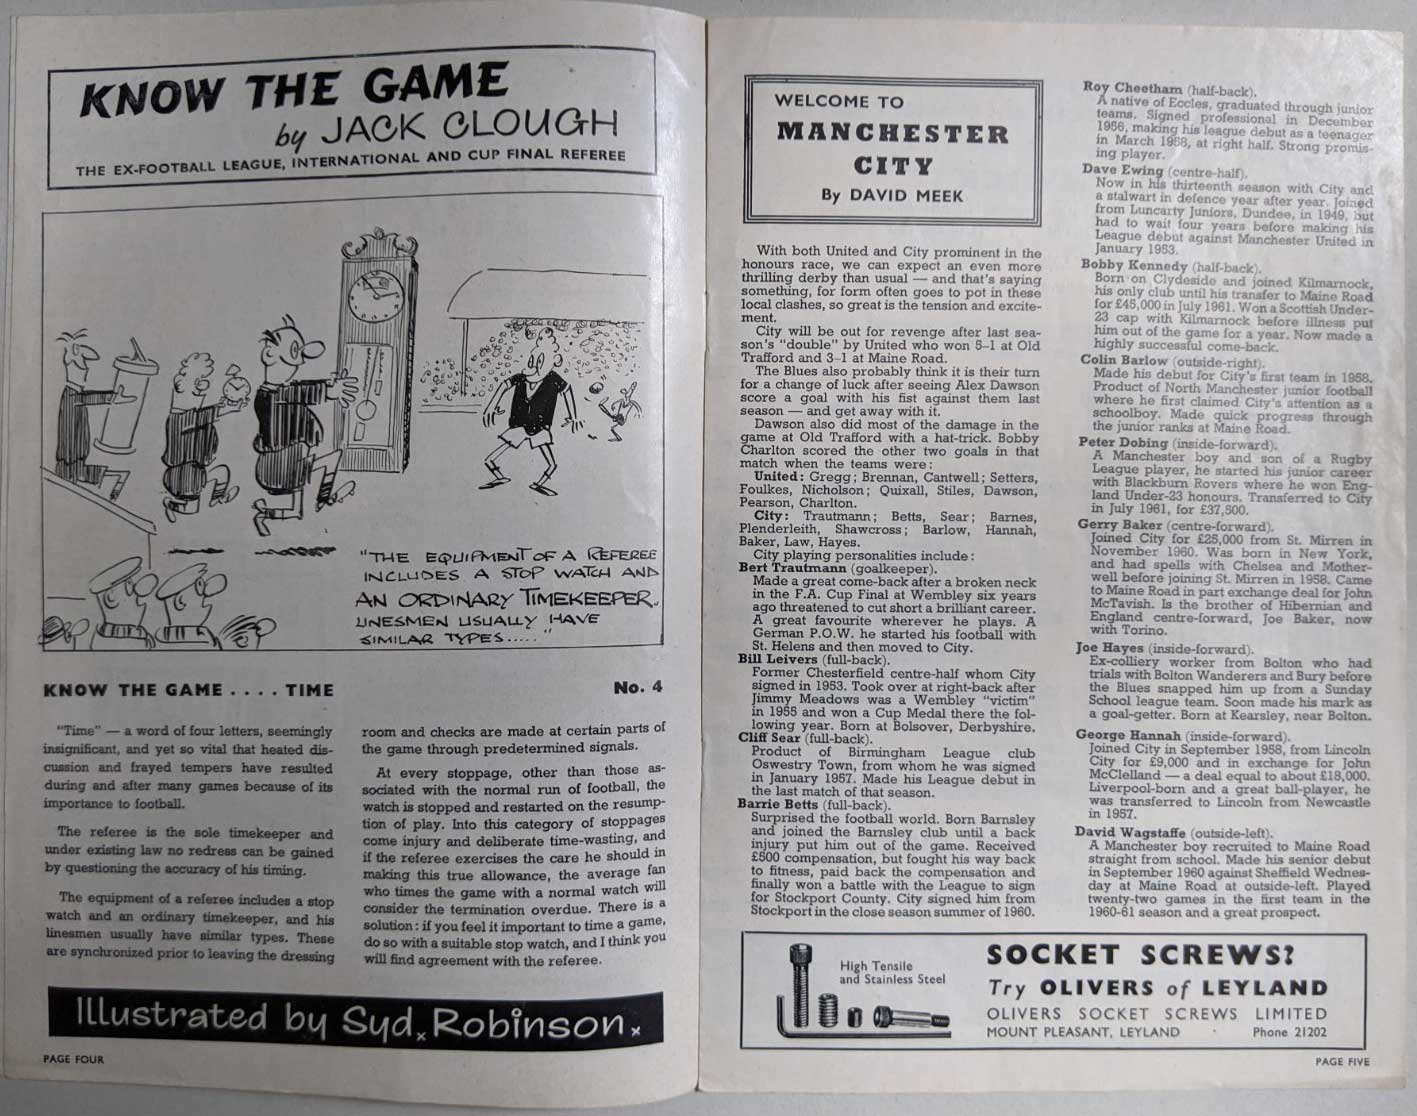 KNOW THE GAME
by JACK CLOUGH
THE EX-FOOTBALL LEAGUE, INTERNATIONAL AND CUP FINAL REFEREE
"THE EQUIPMENT OF A REFEREE
INCLUDES A STOP WATCH AND
AN ORDINARY TIMEKEEPER.
LINESMEN USUALLY HAVE
SIMILAR TYPES....."
KNOW THE GAME .... TIME
No. 4
"Time" — a word of four letters, seemingly
insignificant, and yet so vital that heated dis-
cussion and frayed tempers have resulted
during and after many games because of its
importance to football.
The referee is the sole timekeeper and
under existing law no redress can be gained
by questioning the accuracy of his timing.
The equipment of a referee includes a stop
watch and an ordinary timekeeper, and his
linesmen usually have similar types. These
are synchronized prior to leaving the dressing
room and checks are made at certain parts of
the game through predetermined signals.
At every stoppage, other than those as-
sociated with the normal run of football, the
watch is stopped and restarted on the resump-
tion of play. Into this category of stoppages
come injury and deliberate time-wasting, and
if the referee exercises the care he should in
making this true allowance, the average fan
who times the game with a normal watch will
consider the termination overdue. There is a
solution: if you feel it important to time a game,
do so with a suitable stop watch, and I think you
will find agreement with the referee.
Illustrated by Syd. Robinson.
PAGE FOUR
WELCOME TO
MANCHESTER
CITY
By DAVID MEEK
With both United and City prominent in the
honours race, we can expect an even more
thrilling derby than usual — and that's saying
something, for form often goes to pot in these
local clashes, so great is the tension and excite-
ment.
City will be out for revenge after last sea-
son's "double" by United who won 5–1 at Old
Trafford and 3–1 at Maine Road.
The Blues also probably think it is their turn
for a change of luck after seeing Alex Dawson
score a goal with his fist against them last
season — and get away with it.
Dawson also did most of the damage in the
game at Old Trafford with a hat-trick. Bobby
Charlton scored the other two goals in that
match when the teams were:
United: Gregg; Brennan, Cantwell; Setters,
Foulkes, Nicholson; Quixall, Stiles, Dawson,
Pearson, Charlton.
City: Trautmann; Betts, Sear; Barnes,
Plenderleith, Shawcross; Barlow, Hannah,
Baker, Law, Hayes.
City playing personalities include:
Bert Trautmann (goalkeeper).
Made a great come-back after a broken neck
in the F.A. Cup Final at Wembley six years
ago threatened to cut short a brilliant career.
A great favourite wherever he plays. A
German P.O.W. he started his football with
St. Helens and then moved to City.
Bill Leivers (full-back).
Former Chesterfield centre-half whom City
signed in 1953. Took over at right-back after
Jimmy Meadows was a Wembley "victim"
in 1955 and won a Cup Medal there the fol-
lowing year. Born at Bolsover, Derbyshire.
Cliff Sear (full-back).
Product of Birmingham League club
Oswestry Town, from whom he was signed
in January 1957. Made his League debut in
the last match of that season.
Barrie Betts (full-back).
Surprised the football world. Born Barnsley
and joined the Barnsley club until a back
injury put him out of the game. Received
£500 compensation, but fought his way back
to fitness, paid back the compensation and
finally won a battle with the League to sign
for Stockport County. City signed him from
Stockport in the close season summer of 1960.
Roy Cheetham (half-back).
A native of Eccles, graduated through junior
teams. Signed professional in December
1956, making his league debut as a teenager
in March 1958, at right half. Strong promis-
ing player.
Dave Ewing (centre-half).
Now in his thirteenth season with City and
a stalwart in defence year after year. Joined
from Luncarty Juniors, Dundee, in 1949, but
had to wait four years before making his
League debut against Manchester United in
January 1953.
Bobby Kennedy (half-back).
Born on Clydeside and joined Kilmarnock,
his only club until his transfer to Maine Road
for £45,000 in July 1961. Won a Scottish Under-
23 cap with Kilmarnock before illness put
him out of the game for a year. Now made a
highly successful come-back.
Colin Barlow (outside-right).
Made his debut for City's first team in 1958.
Product of North Manchester junior football
where he first claimed City's attention as a
schoolboy. Made quick progress through
the junior ranks at Maine Road.
Peter Dobing (inside-forward).
A Manchester boy and son of a Rugby
League player, he started his junior career
with Blackburn Rovers where he won Eng-
land Under-23 honours. Transferred to City
in July 1961, for £37,500.
Gerry Baker (centre-forward).
Joined City for £25,000 from St. Mirren in
November 1960. Was born in New York,
and had spells with Chelsea and Mother-
well before joining St. Mirren in 1958. Came
to Maine Road in part exchange deal for John
McTavish. Is the brother of Hibernian and
England centre-forward, Joe Baker, now
with Torino.
Joe Hayes (inside-forward).
Ex-colliery worker from Bolton who had
trials with Bolton Wanderers and Bury before
the Blues snapped him up from a Sunday
School league team. Soon made his mark as
a goal-getter. Born at Kearsley, near Bolton.
George Hannah (inside-forward).
Joined City in September 1958, from Lincoln
City for £9,000 and in exchange for John
McClelland — a deal equal to about £18,000.
Liverpool-born and a great ball-player, he
was transferred to Lincoln from Newcastle
in 1957.
David Wagstaffe (outside-left).
A Manchester boy recruited to Maine Road
straight from school. Made his senior debut
in September 1960 against Sheffield Wednes-
day at Maine Road at outside-left. Played
twenty-two games in the first team in the
1960-61 season and a great prospect.
High Tensile
and Stainless Steel
SOCKET SCREWS?
Try OLIVERS of LEYLAND
OLIVERS SOCKET SCREWS LIMITED
MOUNT PLEASANT, LEYLAND Phone 21202
PAGE FIVE